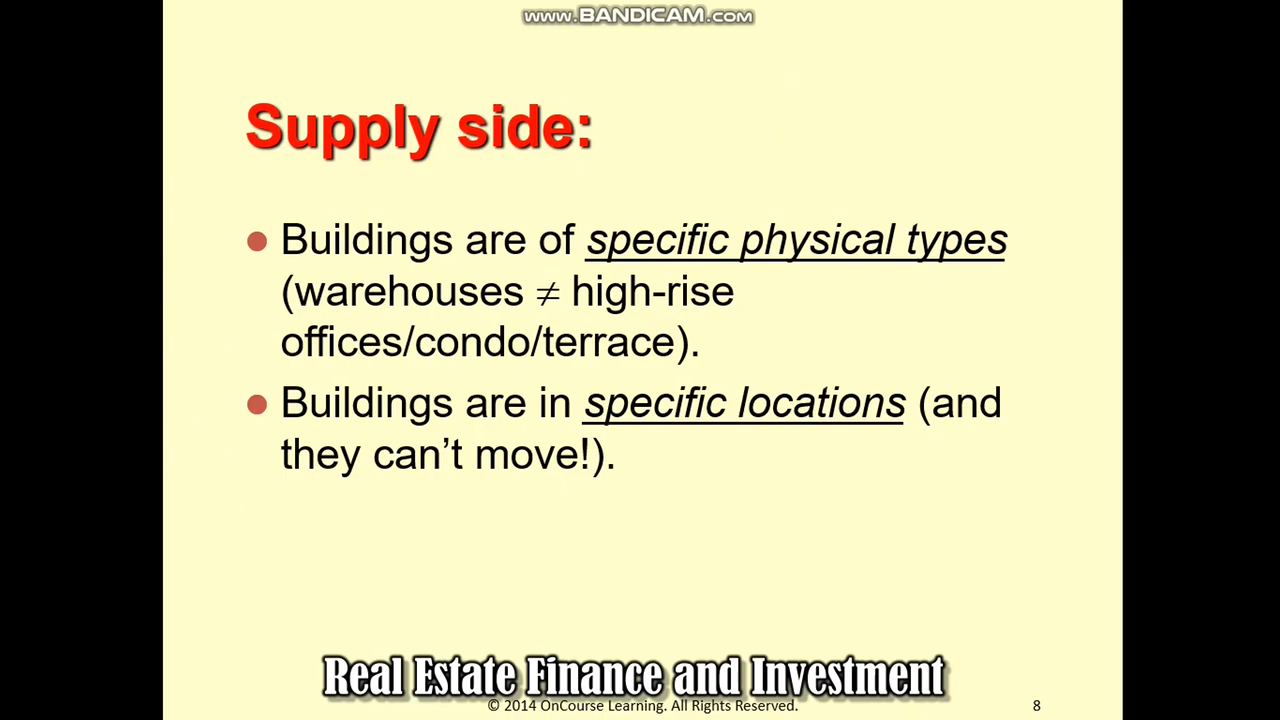 www.BANDICAM.com
Supply side:
● Buildings are of specific physical types
(warehouses ≠ high-rise
offices/condo/terrace).
● Buildings are in specific locations (and
they can’t move!).
Real Estate Finance and Investment
© 2014 OnCourse Learning. All Rights Reserved.
8